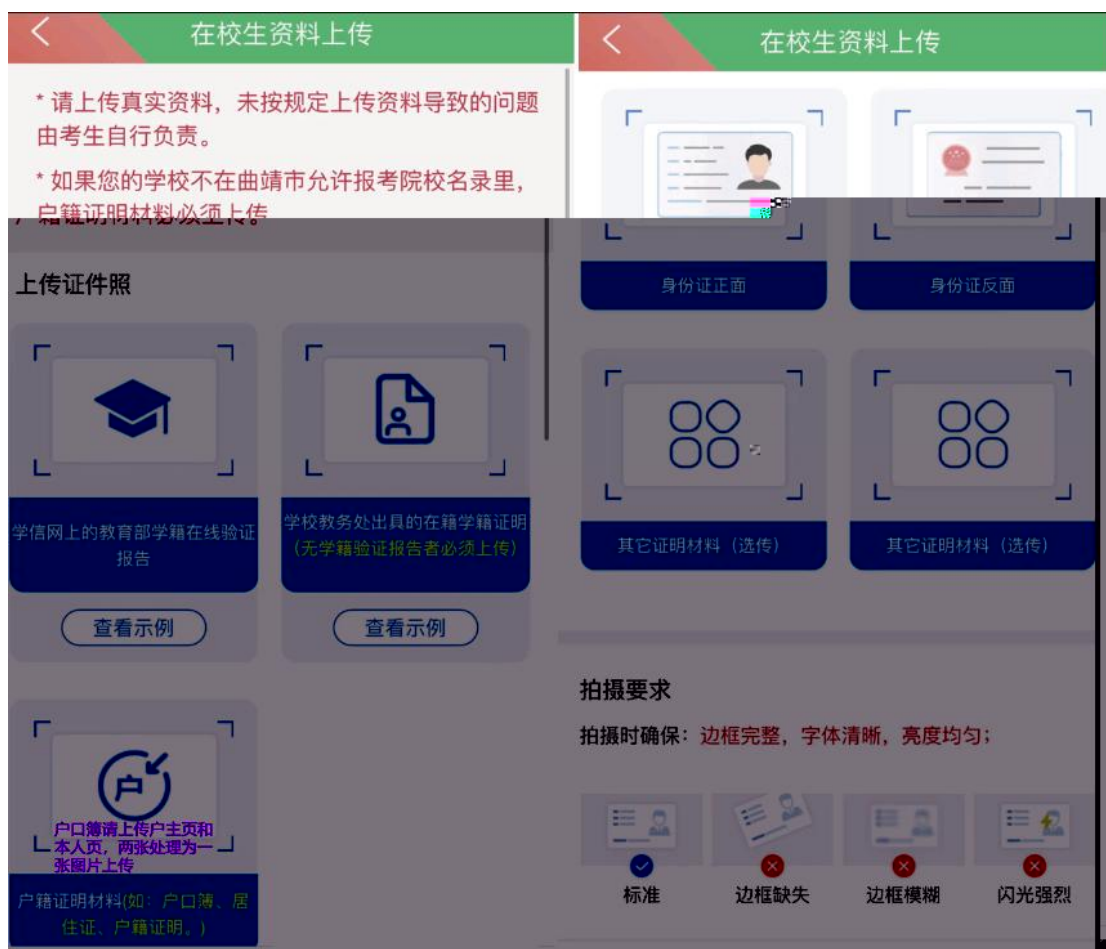 在校生资料上传
* 请上传真实资料，未按规定上传资料导致的问题
由考生自行负责。
* 如果您的学校不在曲靖市允许报考院校名录里，
户籍证明材料必须上传。
上传证件照
学信网上的教育部学籍在线验证
报告
查看示例
学校教务处出具的在籍学籍证明
（无学籍验证报告者必须上传）
查看示例
户
户口簿请上传户主页和
本人页，两张处理为一
张图片上传
户籍证明材料(如：户口簿、居
住证、户籍证明。)
在校生资料上传
身份证正面
身份证反面
其它证明材料（选传）
其它证明材料（选传）
拍摄要求
拍摄时确保：边框完整，字体清晰，亮度均匀；
标准
边框缺失
边框模糊
闪光强烈